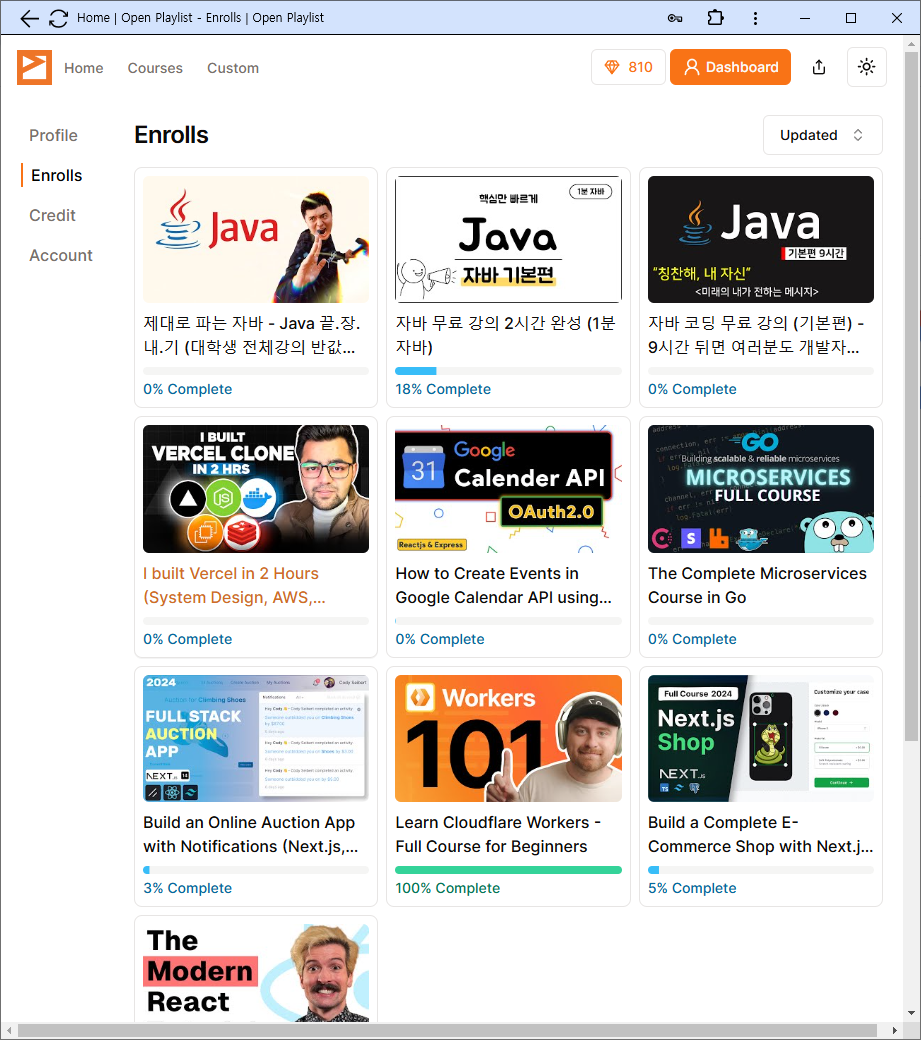 Home | Open Playlist - Enrolls | Open Playlist
Home
Courses
Custom
810
Dashboard
Profile
Enrolls
Credit
Account
Enrolls
Updated
Java
제대로 파는 자바 - Java 끝.장.
내.기 (대학생 전체강의 반값...
0% Complete
핵심만 빠르게
1분 자바
Java
자바 기본편
자바 무료 강의 2시간 완성 (1분
자바)
18% Complete
Java
기본편 9시간
“칭찬해, 내 자신”
<미래의 내가 전하는 메시지>
자바 코딩 무료 강의 (기본편) -
9시간 뒤면 여러분도 개발자...
0% Complete
I BUILT
VERCEL CLONE
IN 2 HRS
I built Vercel in 2 Hours
(System Design, AWS,...
0% Complete
31
Google
Calender API
OAuth2.0
Reactjs & Express
How to Create Events in
Google Calendar API using...
0% Complete
GO
Building scalable & reliable microservices
MICROSERVICES
FULL COURSE
The Complete Microservices
Course in Go
0% Complete
2024
FULL STACK
AUCTION
APP
NEXT.JS
Build an Online Auction App
with Notifications (Next.js,...
3% Complete
Workers
101
Learn Cloudflare Workers -
Full Course for Beginners
100% Complete
Full Course 2024
Next.js
Shop
NEXT.JS
Customize your case
Build a Complete E-
Commerce Shop with Next.j...
5% Complete
The
Modern
React